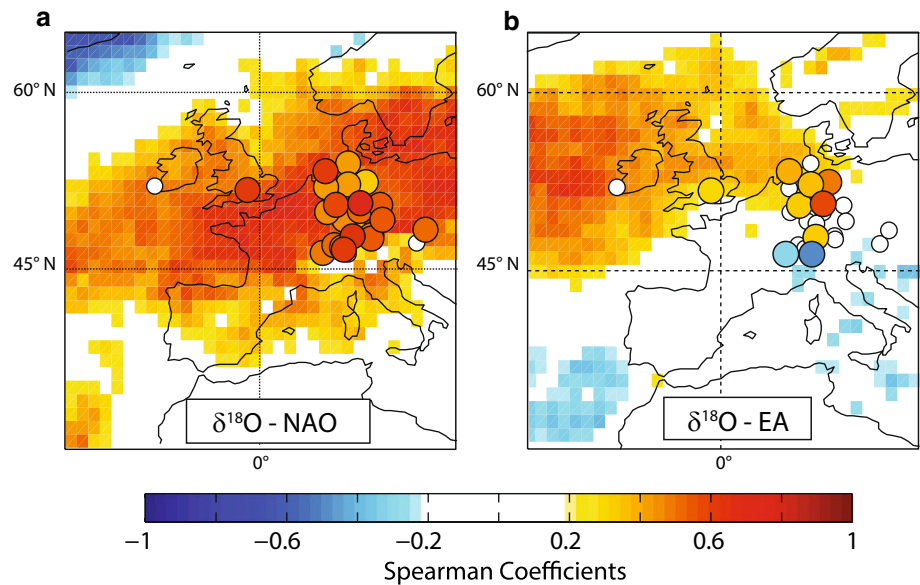 a
b
60° N
60° N
45° N
45° N
δ¹⁸O - NAO
δ¹⁸O - EA
0°
0°
−1
−0.6
−0.2
0.2
0.6
1
Spearman Coefficients